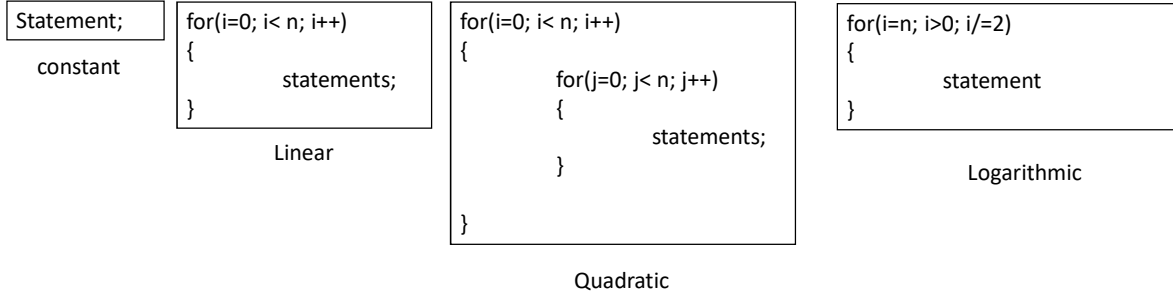 Statement;
constant
for(i=0; i< n; i++)
{
statements;
}
Linear
for(i=0; i< n; i++)
{
for(j=0; j< n; j++)
{
statements;
}
}
Quadratic
for(i=n; i>0; i/=2)
{
statement
}
Logarithmic